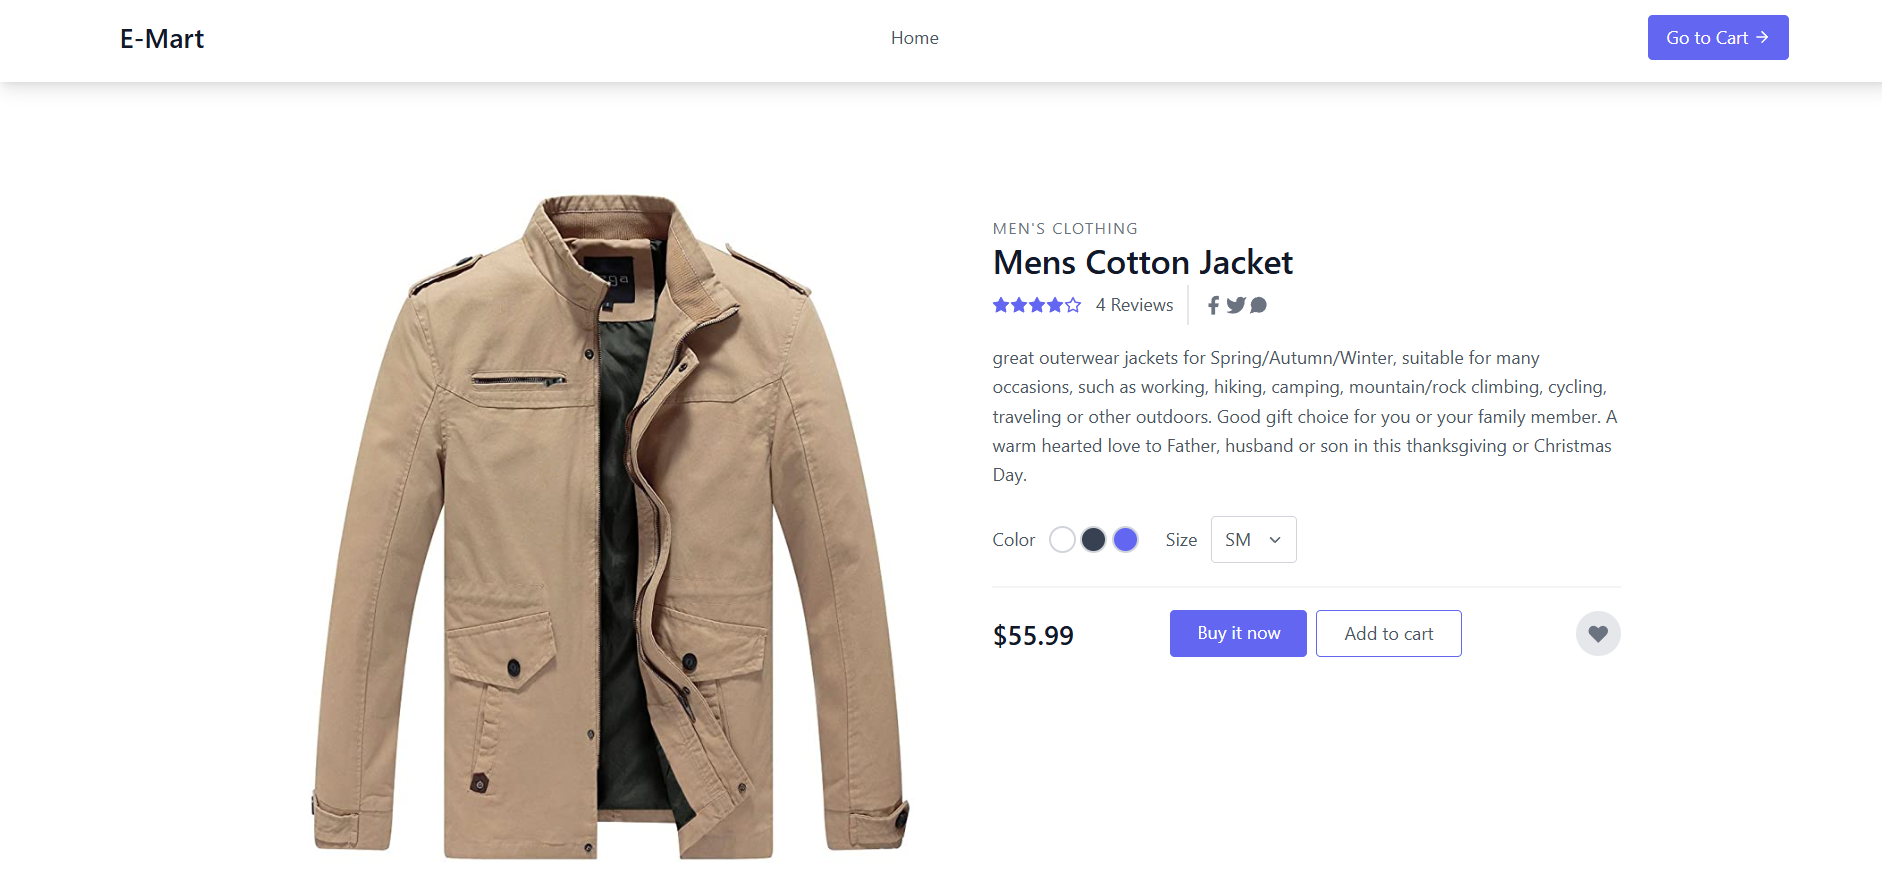 E-Mart
Home
Go to Cart →
MEN'S CLOTHING
Mens Cotton Jacket
4 Reviews
great outerwear jackets for Spring/Autumn/Winter, suitable for many
occasions, such as working, hiking, camping, mountain/rock climbing, cycling,
traveling or other outdoors. Good gift choice for you or your family member. A
warm hearted love to Father, husband or son in this thanksgiving or Christmas
Day.
Color
Size
SM
$55.99
Buy it now
Add to cart